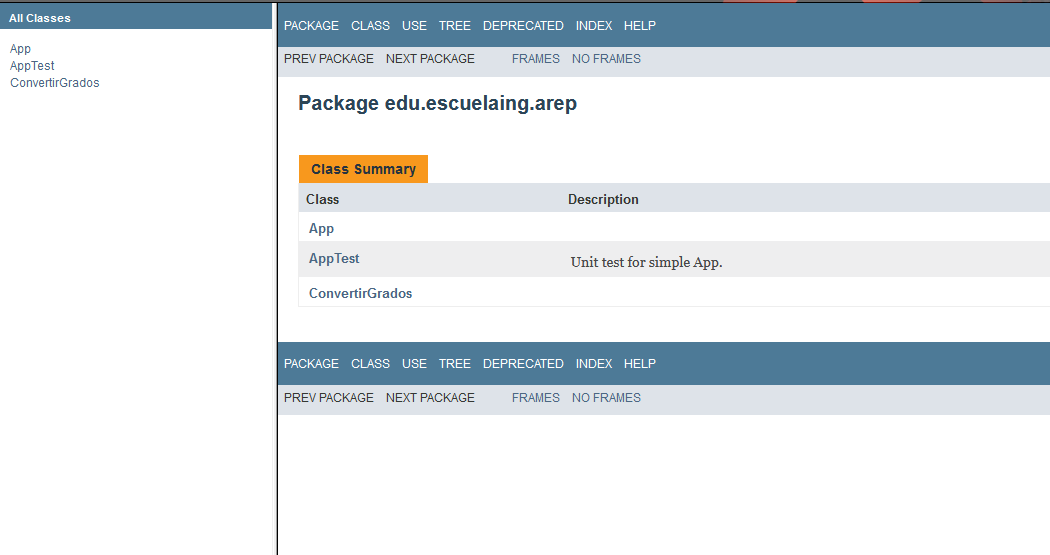 All Classes
App
AppTest
ConvertirGrados
PACKAGE CLASS USE TREE DEPRECATED INDEX HELP
PREV PACKAGE NEXT PACKAGE FRAMES NO FRAMES
Package edu.escuelaing.arep
Class Summary
Class Description
App
AppTest Unit test for simple App.
ConvertirGrados
PACKAGE CLASS USE TREE DEPRECATED INDEX HELP
PREV PACKAGE NEXT PACKAGE FRAMES NO FRAMES